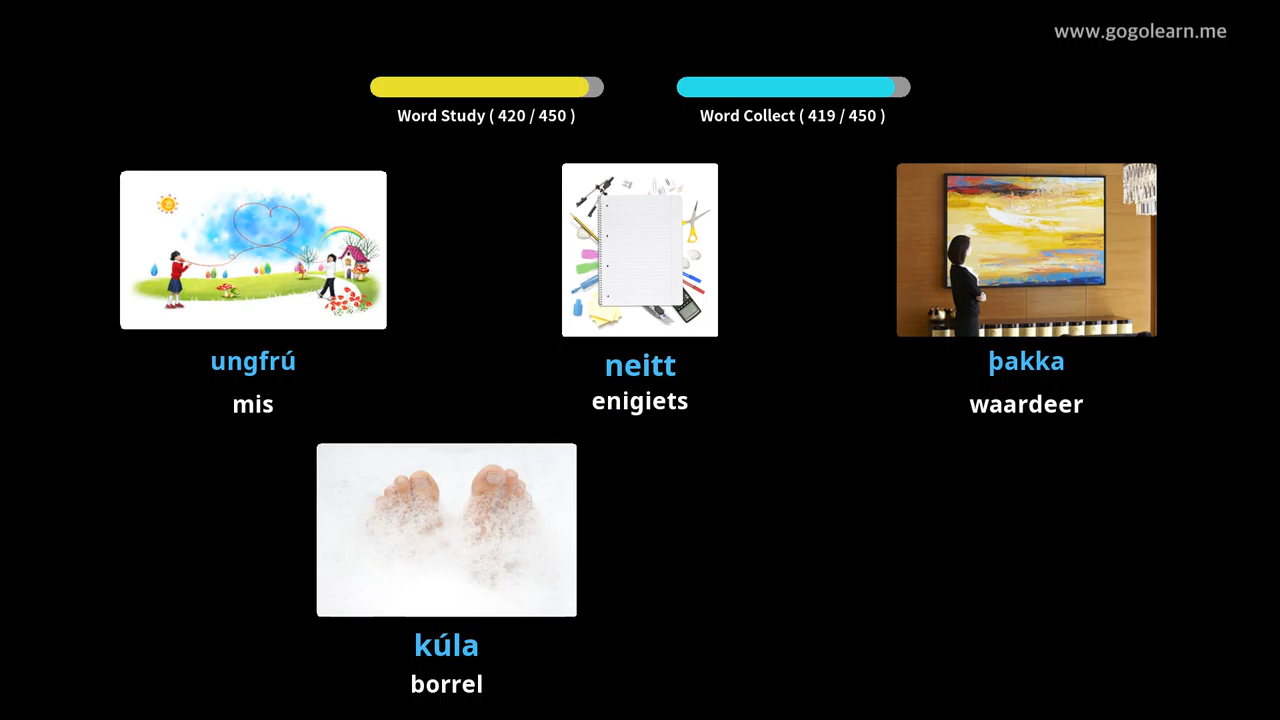 www.gogolearn.me
Word Study ( 420 / 450 )
Word Collect ( 419 / 450 )
ungfrú
mis
neitt
enigiets
þakka
waardeer
kúla
borrel